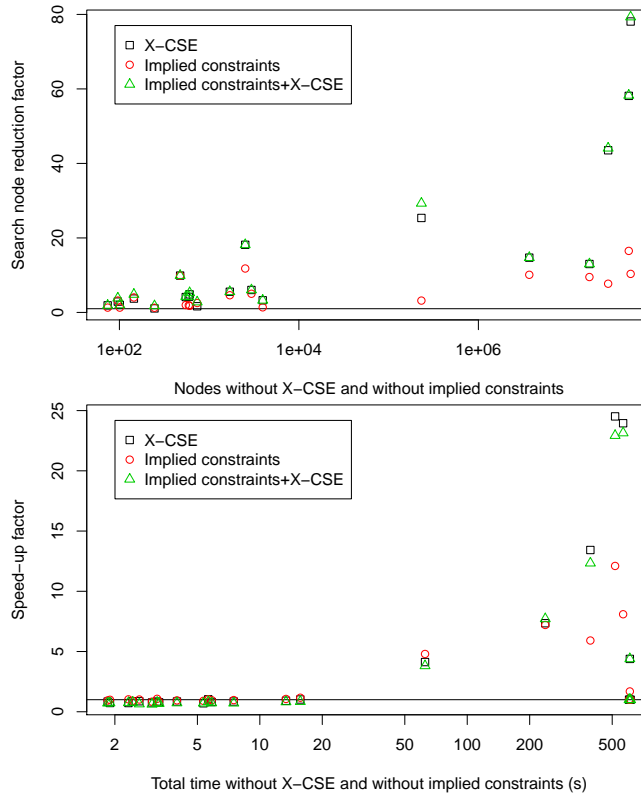 Search node reduction factor
80
60
40
20
0
X−CSE
Implied constraints
Implied constraints+X−CSE
1e+02
1e+04
1e+06
Nodes without X−CSE and without implied constraints
Speed−up factor
25
20
15
10
5
0
X−CSE
Implied constraints
Implied constraints+X−CSE
2
5
10
20
50
100
200
500
Total time without X−CSE and without implied constraints (s)